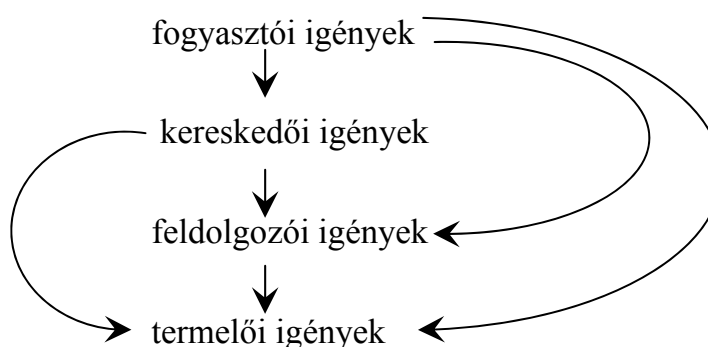 fogyasztói igények
kereskedői igények
feldolgozói igények
termelői igények